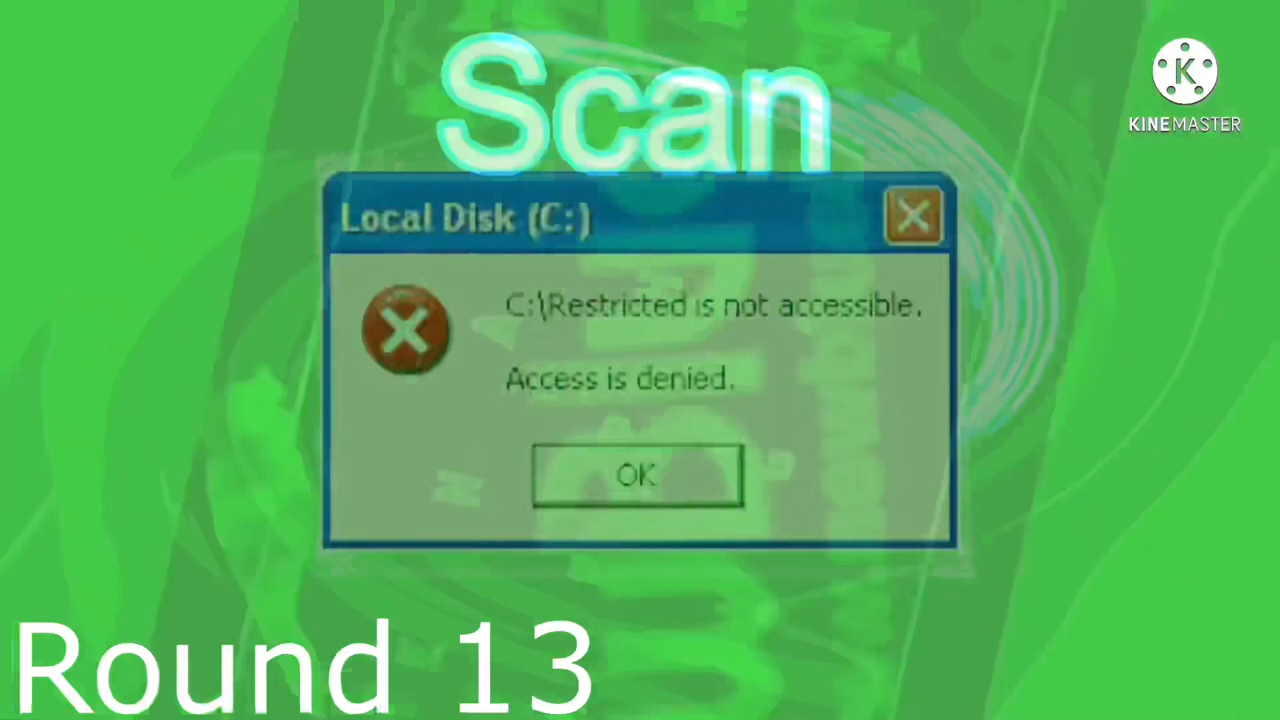 Scan
KINEMASTER
Local Disk (C:)
C:\Restricted is not accessible.
Access is denied.
OK
Round 13